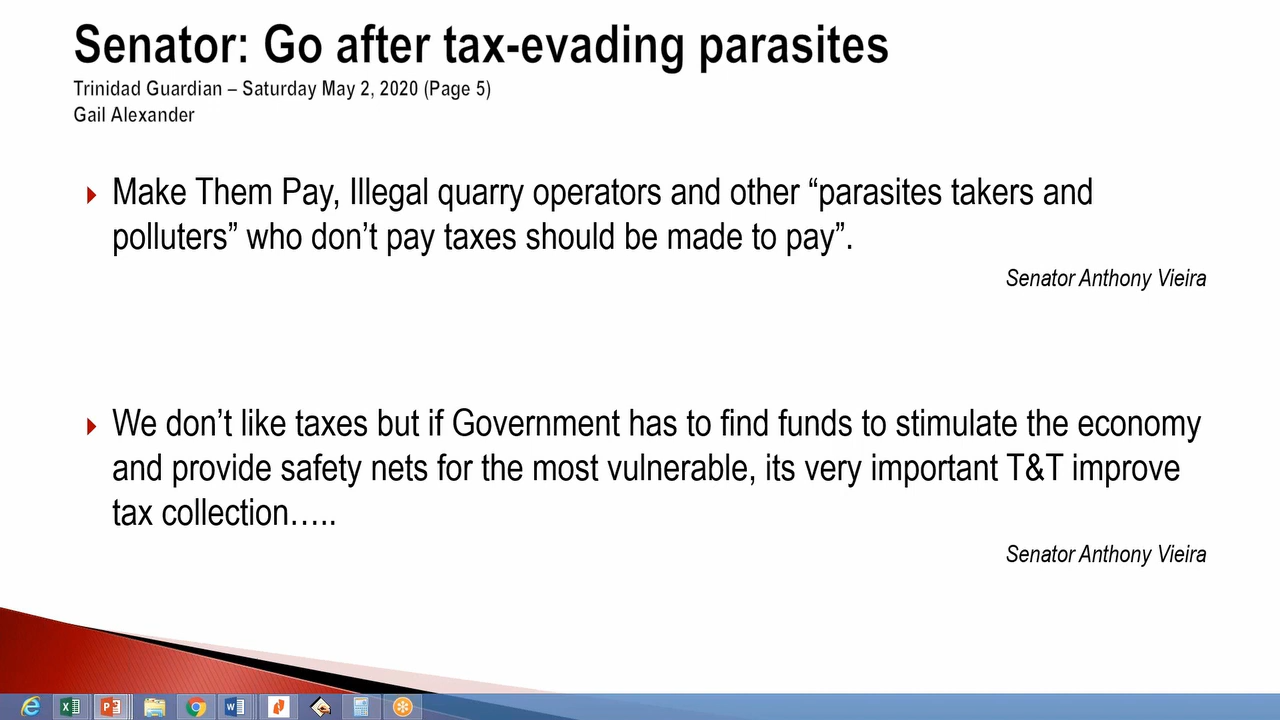 Senator: Go after tax-evading parasites
Trinidad Guardian – Saturday May 2, 2020 (Page 5)
Gail Alexander
Make Them Pay, Illegal quarry operators and other “parasites takers and
polluters” who don’t pay taxes should be made to pay”.
Senator Anthony Vieira
We don’t like taxes but if Government has to find funds to stimulate the economy
and provide safety nets for the most vulnerable, its very important T&T improve
tax collection…..
Senator Anthony Vieira